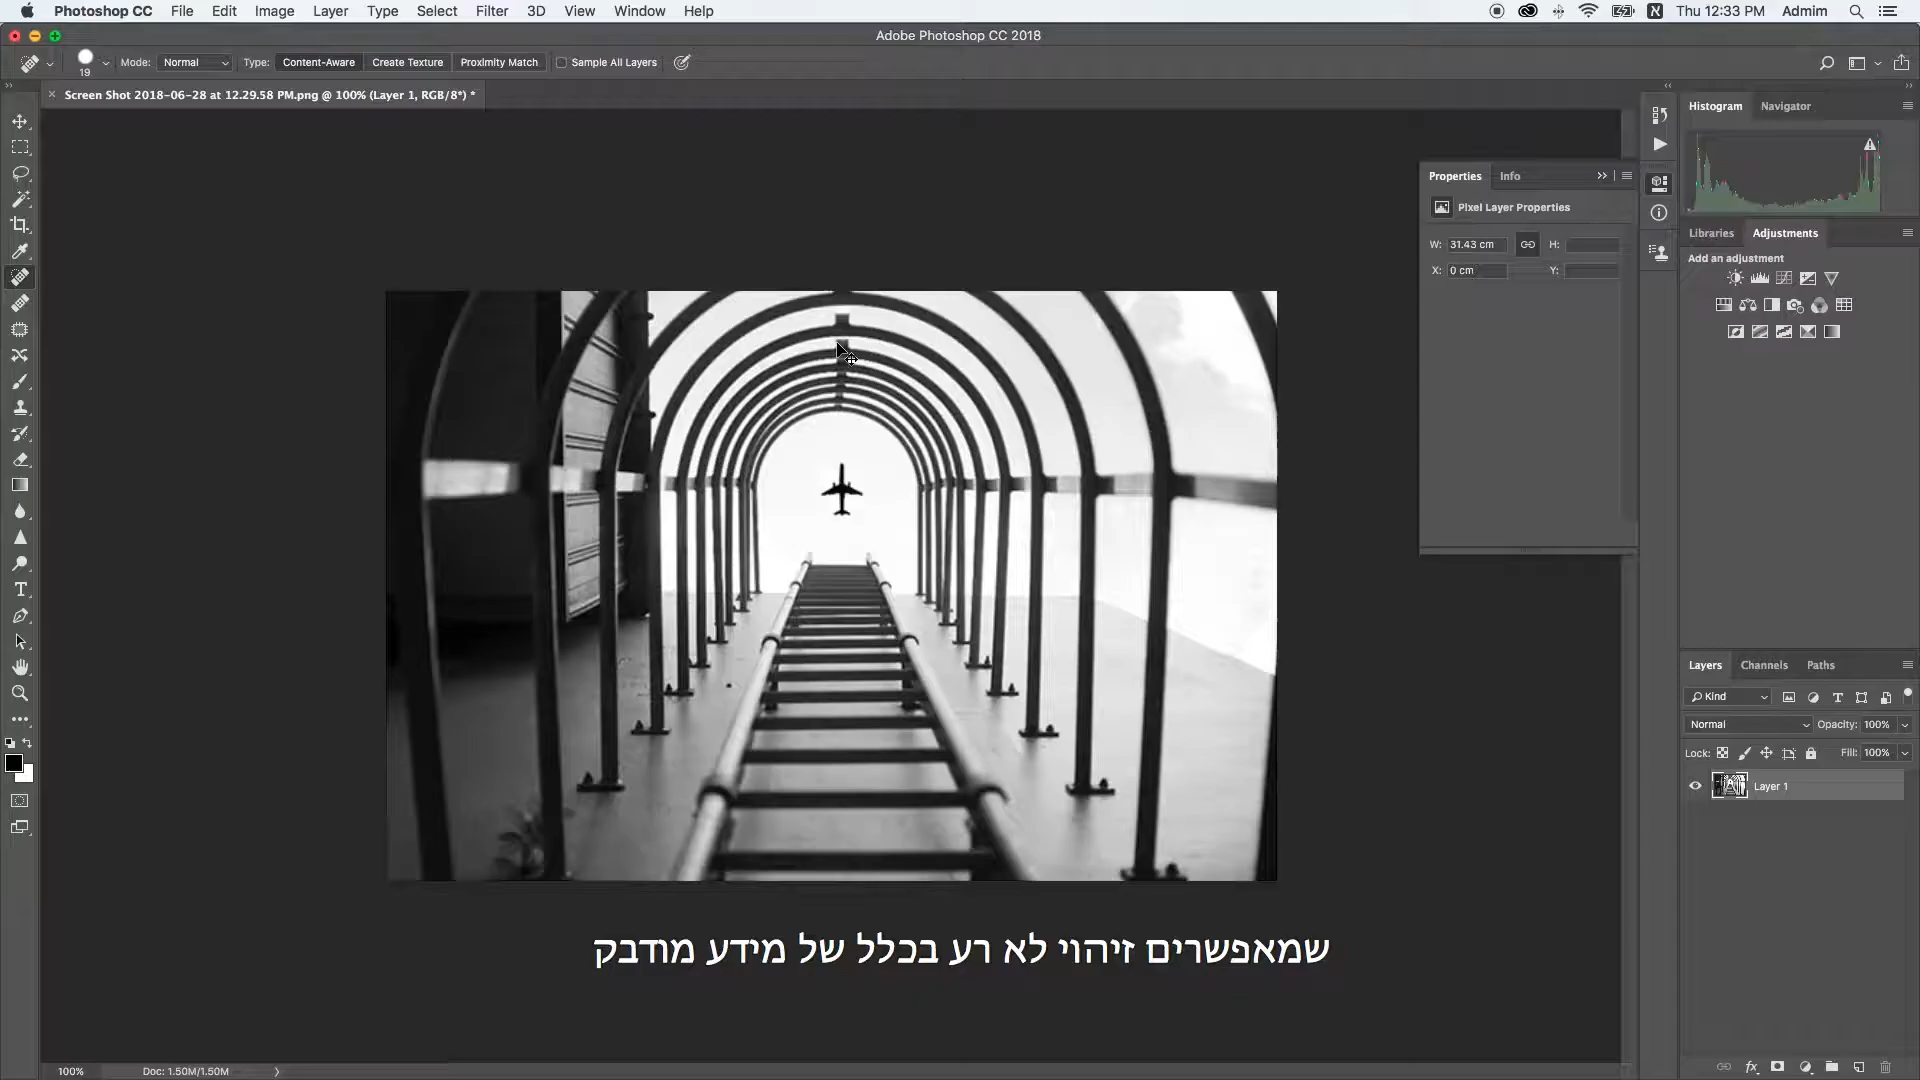 Photoshop CC File Edit Image Layer Type Select Filter 3D View Window Help
Thu 12:33 PM Admim
Adobe Photoshop CC 2018
19 Mode: Normal Type: Content-Aware Create Texture Proximity Match Sample All Layers
Screen Shot 2018-06-28 at 12.29.58 PM.png @ 100% (Layer 1, RGB/8*) *
Histogram Navigator
Properties Info
Pixel Layer Properties
W: 31.43 cm H:
X: 0 cm Y:
Libraries Adjustments
Add an adjustment
Layers Channels Paths
Kind
Normal Opacity: 100%
Lock: Fill: 100%
Layer 1
שמאפשרים זיהוי לא רע בכלל של מידע מודבק
100% Doc: 1.50M/1.50M